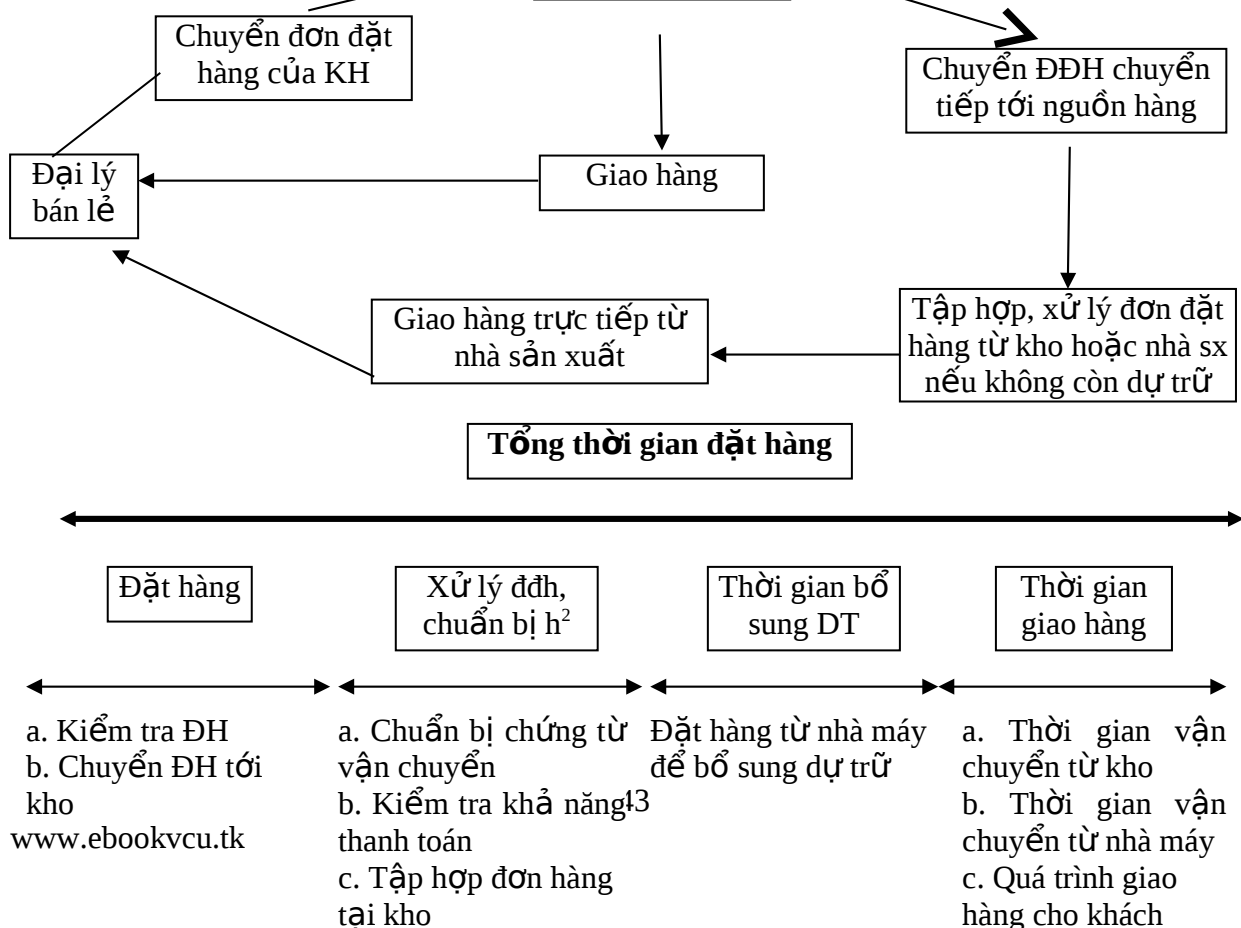 Chuyển đơn đặt
hàng của KH
Chuyển ĐĐH chuyển
tiếp tới nguồn hàng
Đại lý
bán lẻ
Giao hàng
Giao hàng trực tiếp từ
nhà sản xuất
Tập hợp, xử lý đơn đặt
hàng từ kho hoặc nhà sx
nếu không còn dự trữ
Tổng thời gian đặt hàng
Đặt hàng
Xử lý đđh,
chuẩn bị h²
Thời gian bổ
sung DT
Thời gian
giao hàng
a. Kiểm tra ĐH
b. Chuyển ĐH tới
kho
a. Chuẩn bị chứng từ
vận chuyển
b. Kiểm tra khả năng
thanh toán
c. Tập hợp đơn hàng
tại kho
Đặt hàng từ nhà máy
để bổ sung dự trữ
a. Thời gian vận
chuyển từ kho
b. Thời gian vận
chuyển từ nhà máy
c. Quá trình giao
hàng cho khách
www.ebookvcu.tk